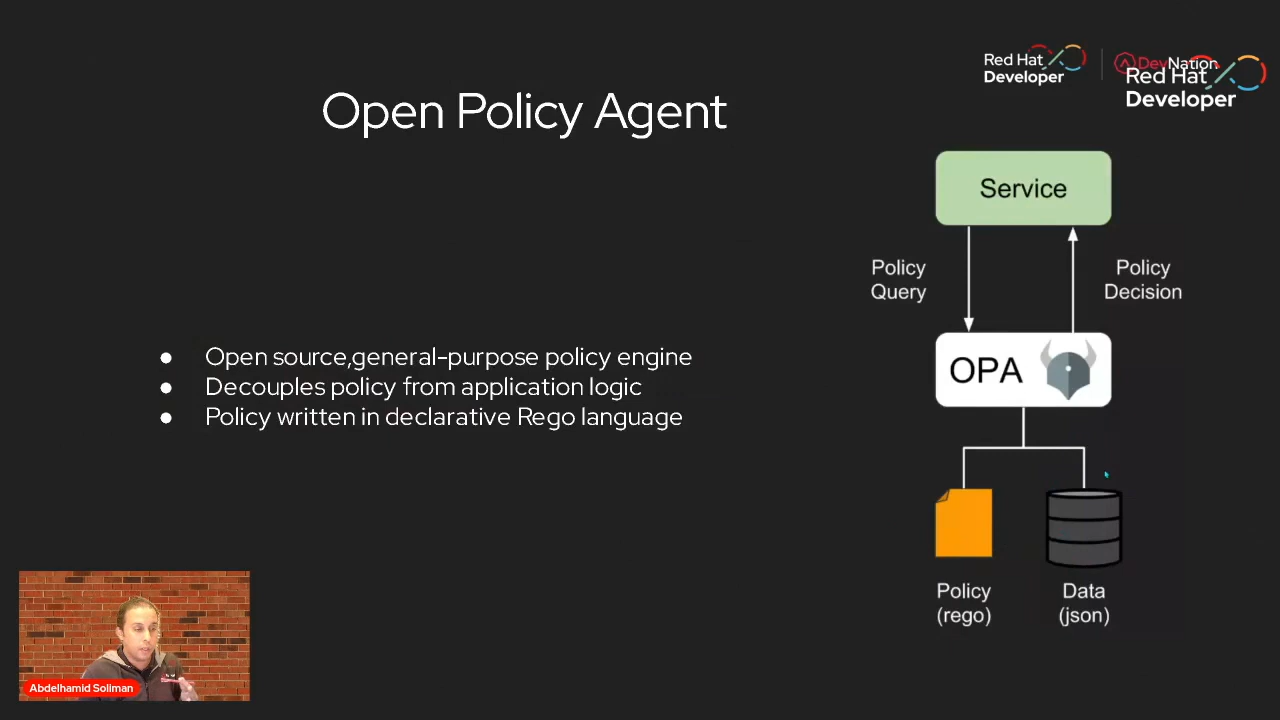 Red Hat
Developer
DevNation
Red Hat
Developer
Open Policy Agent
Service
Policy
Query
Policy
Decision
Open source,general-purpose policy engine
Decouples policy from application logic
Policy written in declarative Rego language
OPA
Policy
(rego)
Data
(json)
Abdelhamid Soliman